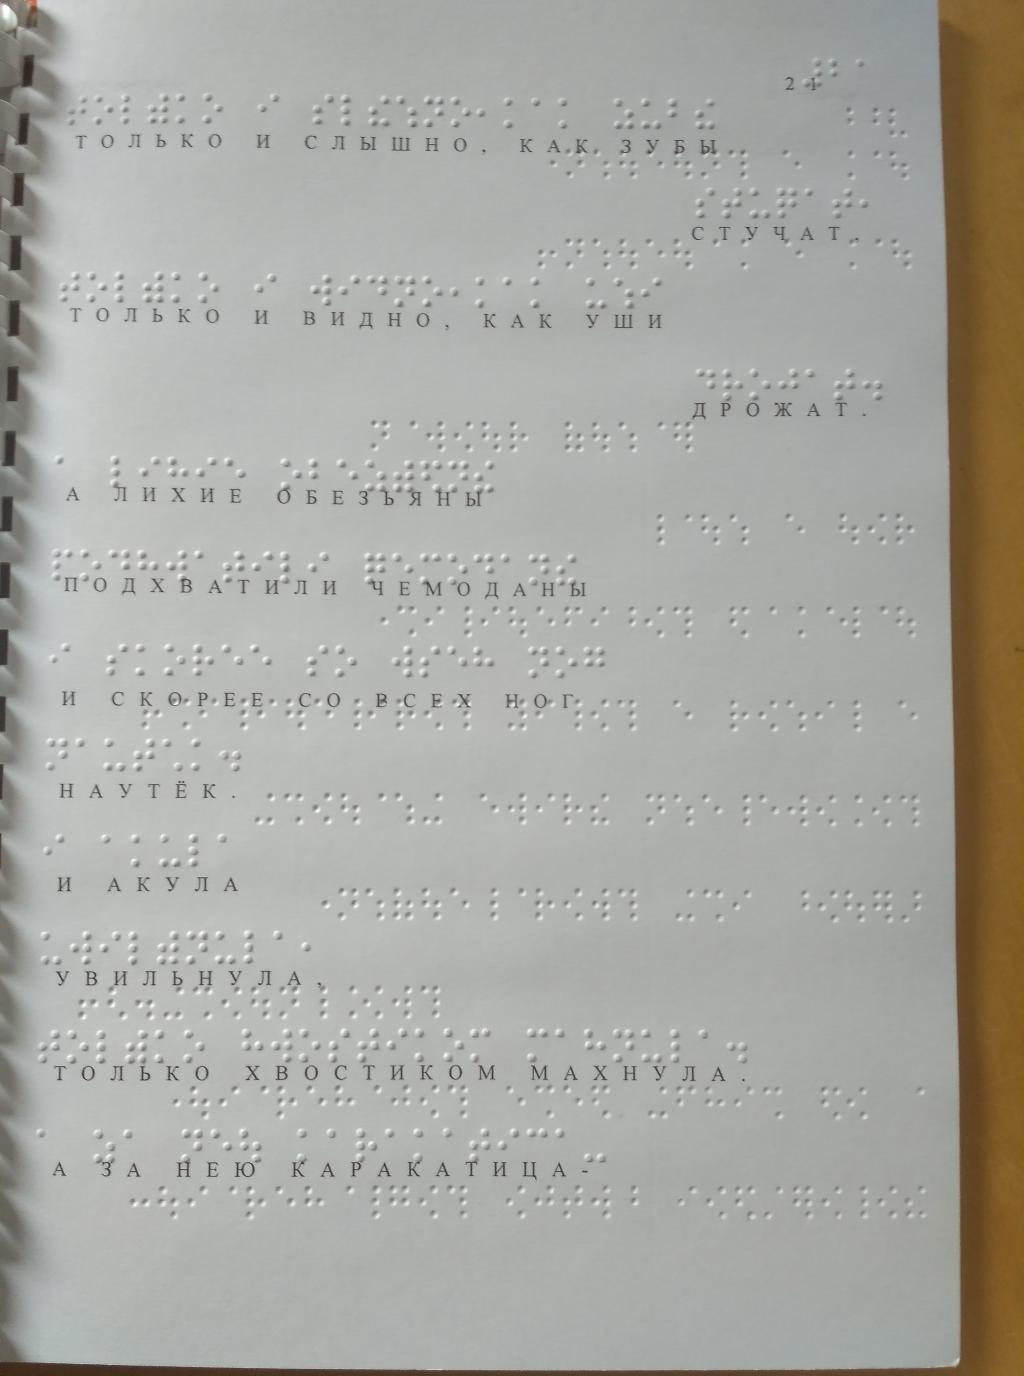 21
ТОЛЬКО И СЛЫШНО, КАК ЗУБЫ
СТУЧАТ,
ТОЛЬКО И ВИДНО, КАК УШИ
ДРОЖАТ.
А ЛИХИЕ ОБЕЗЬЯНЫ
ПОДХВАТИЛИ ЧЕМОДАНЫ
И СКОРЕЕ СО ВСЕХ НОГ
НАУТЁК.
И АКУЛА
УВИЛЬНУЛА,
ТОЛЬКО ХВОСТИКОМ МАХНУЛА.
А ЗА НЕЮ КАРАКАТИЦА-